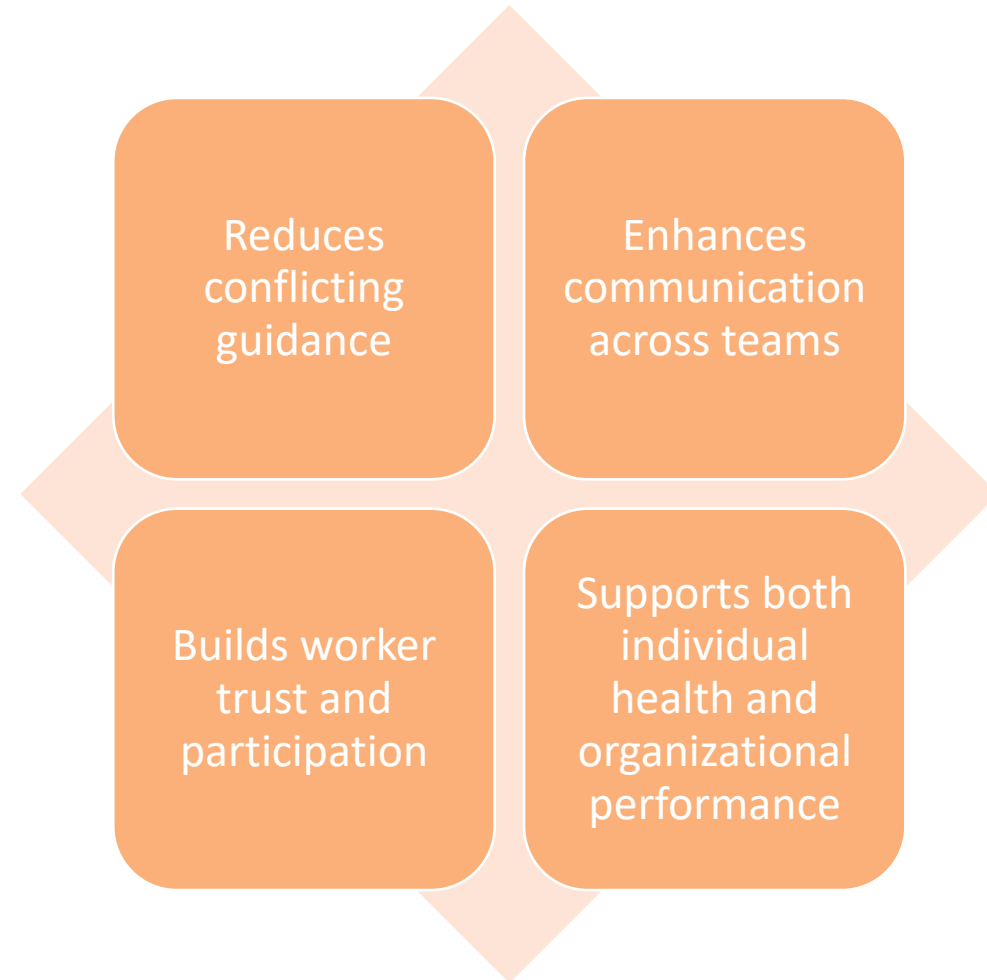 Reduces
conflicting
guidance
Enhances
communication
across teams
Builds worker
trust and
participation
Supports both
individual
health and
organizational
performance